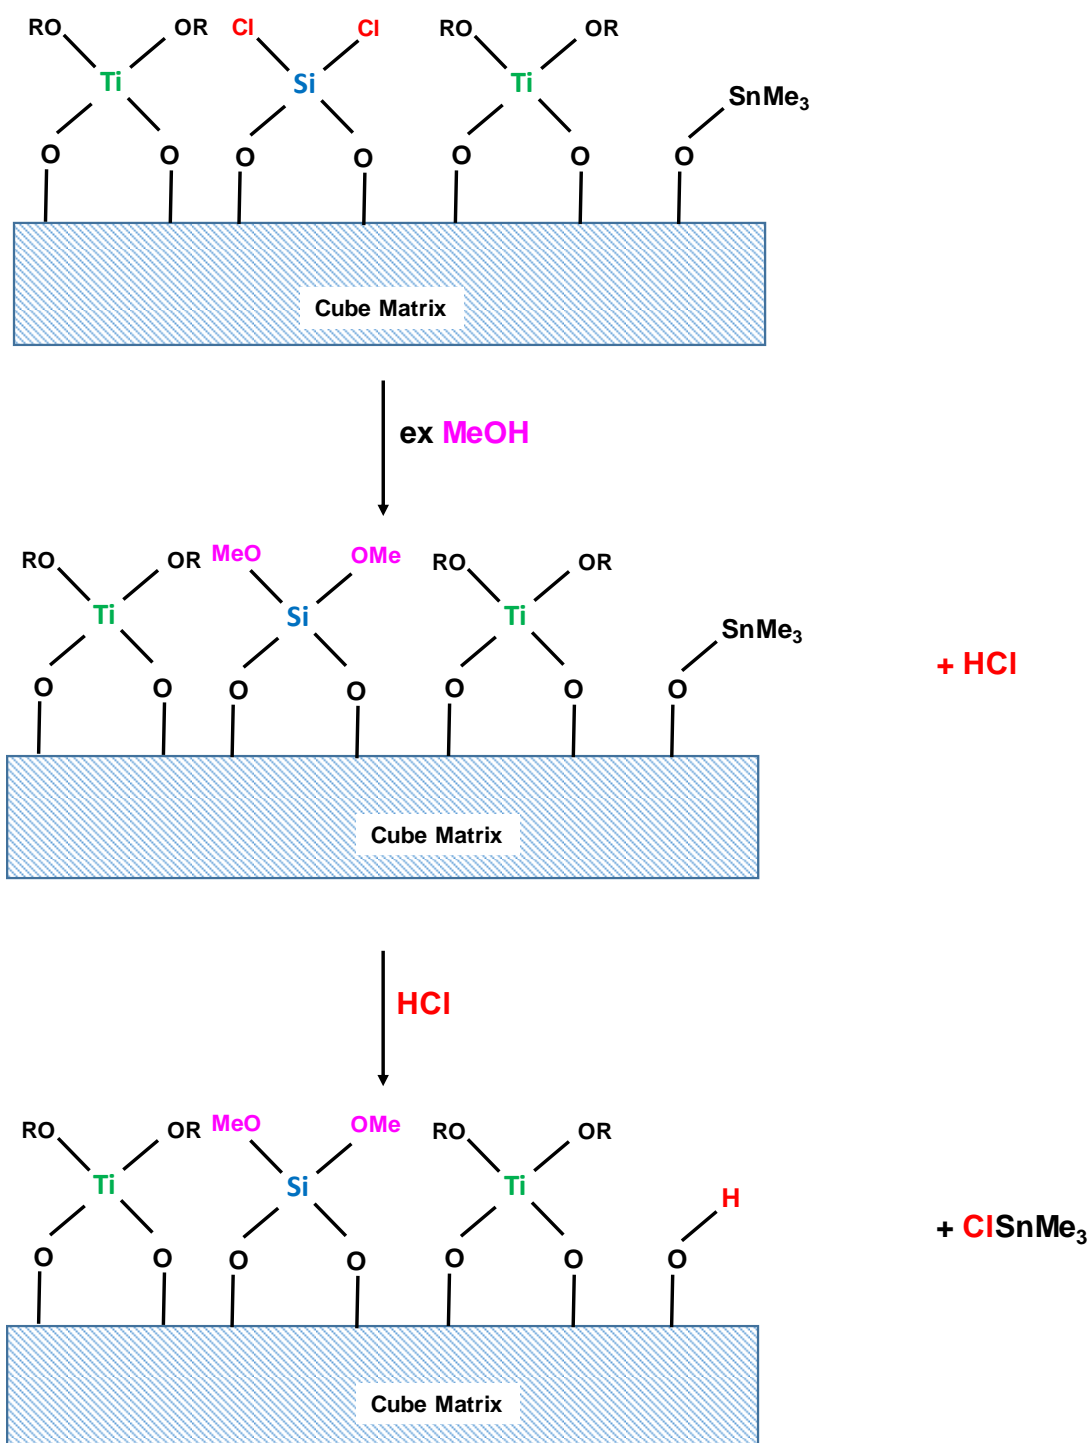 RO OR Cl Cl RO OR
Ti Si Ti SnMe₃
O O O O O O O
Cube Matrix
ex MeOH
RO OR MeO OMe RO OR
Ti Si Ti SnMe₃
+ HCl
O O O O O O O
Cube Matrix
HCl
RO OR MeO OMe RO OR
Ti Si Ti H
+ ClSnMe₃
O O O O O O O
Cube Matrix